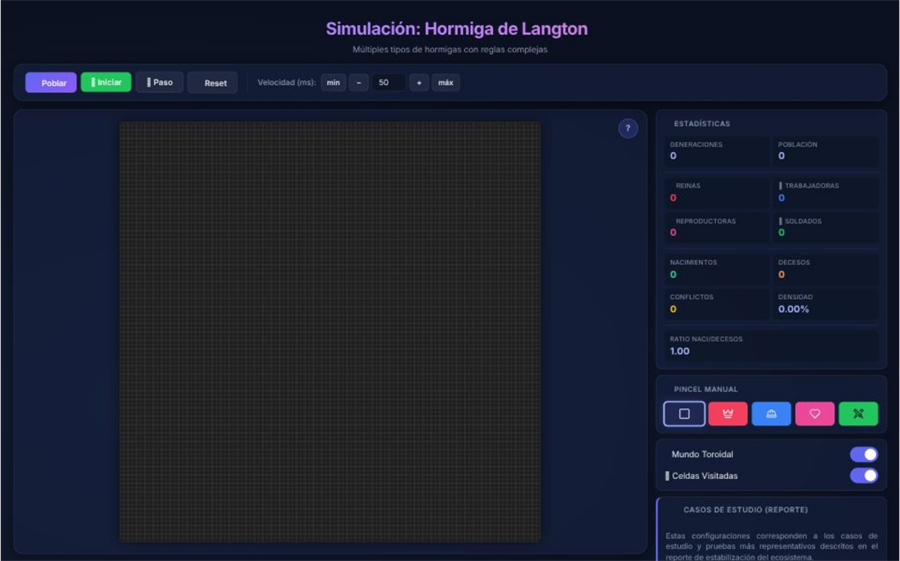 Simulación: Hormiga de Langton
Múltiples tipos de hormigas con reglas complejas
Poblar Iniciar Paso Reset Velocidad (ms): min − 50 + máx
?
ESTADÍSTICAS
GENERACIONES POBLACIÓN
0 0
REINAS TRABAJADORAS
0 0
REPRODUCTORAS SOLDADOS
0 0
NACIMIENTOS DECESOS
0 0
CONFLICTOS DENSIDAD
0 0.00%
RATIO NACI/DECESOS
1.00
PINCEL MANUAL
Mundo Toroidal
Celdas Visitadas
CASOS DE ESTUDIO (REPORTE)
Estas configuraciones corresponden a los casos de
estudio y pruebas más representativos descritos en el
reporte de estabilización del ecosistema.